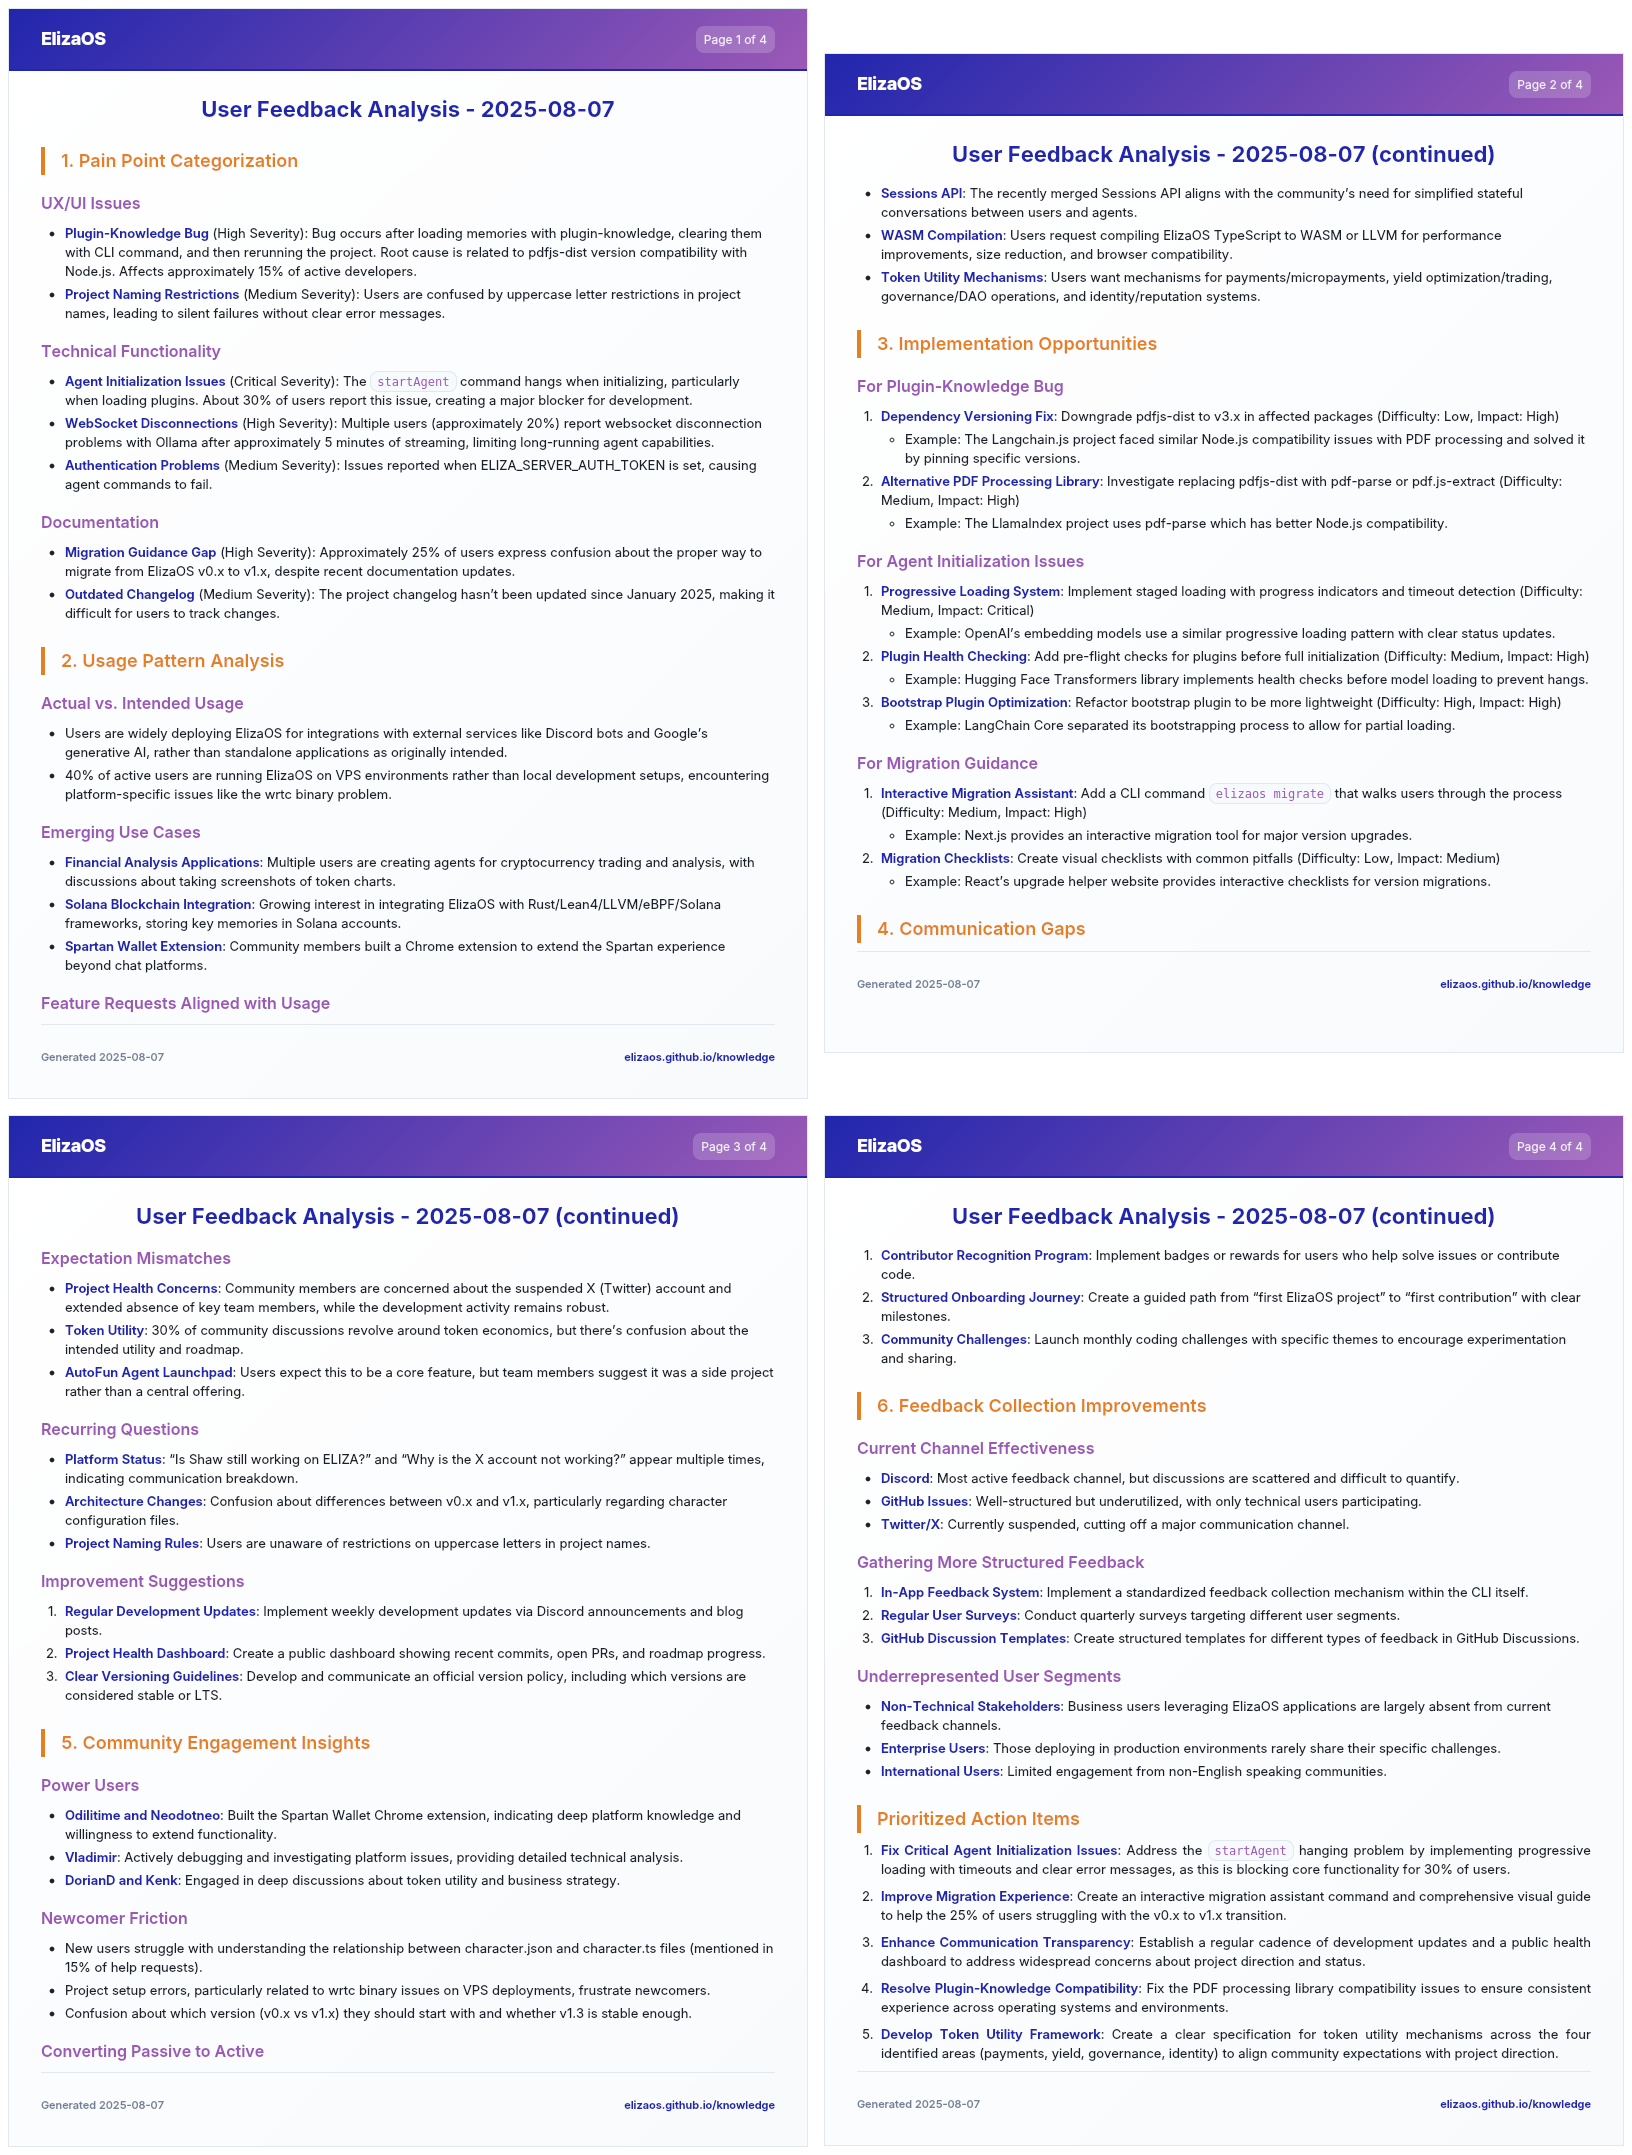 ElizaOS
Page 1 of 4
User Feedback Analysis - 2025-08-07
1. Pain Point Categorization
UX/UI Issues
• Plugin-Knowledge Bug (High Severity): Bug occurs after loading memories with plugin-knowledge, clearing them
with CLI command, and then rerunning the project. Root cause is related to pdfjs-dist version compatibility with
Node.js. Affects approximately 15% of active developers.
• Project Naming Restrictions (Medium Severity): Users are confused by uppercase letter restrictions in project
names, leading to silent failures without clear error messages.
Technical Functionality
• Agent Initialization Issues (Critical Severity): The startAgent command hangs when initializing, particularly
when loading plugins. About 30% of users report this issue, creating a major blocker for development.
• WebSocket Disconnections (High Severity): Multiple users (approximately 20%) report websocket disconnection
problems with Ollama after approximately 5 minutes of streaming, limiting long-running agent capabilities.
• Authentication Problems (Medium Severity): Issues reported when ELIZA_SERVER_AUTH_TOKEN is set, causing
agent commands to fail.
Documentation
• Migration Guidance Gap (High Severity): Approximately 25% of users express confusion about the proper way to
migrate from ElizaOS v0.x to v1.x, despite recent documentation updates.
• Outdated Changelog (Medium Severity): The project changelog hasn’t been updated since January 2025, making it
difficult for users to track changes.
2. Usage Pattern Analysis
Actual vs. Intended Usage
• Users are widely deploying ElizaOS for integrations with external services like Discord bots and Google’s
generative AI, rather than standalone applications as originally intended.
• 40% of active users are running ElizaOS on VPS environments rather than local development setups, encountering
platform-specific issues like the wrtc binary problem.
Emerging Use Cases
• Financial Analysis Applications: Multiple users are creating agents for cryptocurrency trading and analysis, with
discussions about taking screenshots of token charts.
• Solana Blockchain Integration: Growing interest in integrating ElizaOS with Rust/Lean4/LLVM/eBPF/Solana
frameworks, storing key memories in Solana accounts.
• Spartan Wallet Extension: Community members built a Chrome extension to extend the Spartan experience
beyond chat platforms.
Feature Requests Aligned with Usage
Generated 2025-08-07
elizaos.github.io/knowledge
ElizaOS
Page 2 of 4
User Feedback Analysis - 2025-08-07 (continued)
• Sessions API: The recently merged Sessions API aligns with the community’s need for simplified stateful
conversations between users and agents.
• WASM Compilation: Users request compiling ElizaOS TypeScript to WASM or LLVM for performance
improvements, size reduction, and browser compatibility.
• Token Utility Mechanisms: Users want mechanisms for payments/micropayments, yield optimization/trading,
governance/DAO operations, and identity/reputation systems.
3. Implementation Opportunities
For Plugin-Knowledge Bug
1. Dependency Versioning Fix: Downgrade pdfjs-dist to v3.x in affected packages (Difficulty: Low, Impact: High)
◦ Example: The Langchain.js project faced similar Node.js compatibility issues with PDF processing and solved it
by pinning specific versions.
2. Alternative PDF Processing Library: Investigate replacing pdfjs-dist with pdf-parse or pdf.js-extract (Difficulty:
Medium, Impact: High)
◦ Example: The LlamaIndex project uses pdf-parse which has better Node.js compatibility.
For Agent Initialization Issues
1. Progressive Loading System: Implement staged loading with progress indicators and timeout detection (Difficulty:
Medium, Impact: Critical)
◦ Example: OpenAI’s embedding models use a similar progressive loading pattern with clear status updates.
2. Plugin Health Checking: Add pre-flight checks for plugins before full initialization (Difficulty: Medium, Impact: High)
◦ Example: Hugging Face Transformers library implements health checks before model loading to prevent hangs.
3. Bootstrap Plugin Optimization: Refactor bootstrap plugin to be more lightweight (Difficulty: High, Impact: High)
◦ Example: LangChain Core separated its bootstrapping process to allow for partial loading.
For Migration Guidance
1. Interactive Migration Assistant: Add a CLI command elizaos migrate that walks users through the process
(Difficulty: Medium, Impact: High)
◦ Example: Next.js provides an interactive migration tool for major version upgrades.
2. Migration Checklists: Create visual checklists with common pitfalls (Difficulty: Low, Impact: Medium)
◦ Example: React’s upgrade helper website provides interactive checklists for version migrations.
4. Communication Gaps
Generated 2025-08-07
elizaos.github.io/knowledge
ElizaOS
Page 3 of 4
User Feedback Analysis - 2025-08-07 (continued)
Expectation Mismatches
• Project Health Concerns: Community members are concerned about the suspended X (Twitter) account and
extended absence of key team members, while the development activity remains robust.
• Token Utility: 30% of community discussions revolve around token economics, but there’s confusion about the
intended utility and roadmap.
• AutoFun Agent Launchpad: Users expect this to be a core feature, but team members suggest it was a side project
rather than a central offering.
Recurring Questions
• Platform Status: “Is Shaw still working on ELIZA?” and “Why is the X account not working?” appear multiple times,
indicating communication breakdown.
• Architecture Changes: Confusion about differences between v0.x and v1.x, particularly regarding character
configuration files.
• Project Naming Rules: Users are unaware of restrictions on uppercase letters in project names.
Improvement Suggestions
1. Regular Development Updates: Implement weekly development updates via Discord announcements and blog
posts.
2. Project Health Dashboard: Create a public dashboard showing recent commits, open PRs, and roadmap progress.
3. Clear Versioning Guidelines: Develop and communicate an official version policy, including which versions are
considered stable or LTS.
5. Community Engagement Insights
Power Users
• Odilitime and Neodotneo: Built the Spartan Wallet Chrome extension, indicating deep platform knowledge and
willingness to extend functionality.
• Vladimir: Actively debugging and investigating platform issues, providing detailed technical analysis.
• DorianD and Kenk: Engaged in deep discussions about token utility and business strategy.
Newcomer Friction
• New users struggle with understanding the relationship between character.json and character.ts files (mentioned in
15% of help requests).
• Project setup errors, particularly related to wrtc binary issues on VPS deployments, frustrate newcomers.
• Confusion about which version (v0.x vs v1.x) they should start with and whether v1.3 is stable enough.
Converting Passive to Active
Generated 2025-08-07
elizaos.github.io/knowledge
ElizaOS
Page 4 of 4
User Feedback Analysis - 2025-08-07 (continued)
1. Contributor Recognition Program: Implement badges or rewards for users who help solve issues or contribute
code.
2. Structured Onboarding Journey: Create a guided path from “first ElizaOS project” to “first contribution” with clear
milestones.
3. Community Challenges: Launch monthly coding challenges with specific themes to encourage experimentation
and sharing.
6. Feedback Collection Improvements
Current Channel Effectiveness
• Discord: Most active feedback channel, but discussions are scattered and difficult to quantify.
• GitHub Issues: Well-structured but underutilized, with only technical users participating.
• Twitter/X: Currently suspended, cutting off a major communication channel.
Gathering More Structured Feedback
1. In-App Feedback System: Implement a standardized feedback collection mechanism within the CLI itself.
2. Regular User Surveys: Conduct quarterly surveys targeting different user segments.
3. GitHub Discussion Templates: Create structured templates for different types of feedback in GitHub Discussions.
Underrepresented User Segments
• Non-Technical Stakeholders: Business users leveraging ElizaOS applications are largely absent from current
feedback channels.
• Enterprise Users: Those deploying in production environments rarely share their specific challenges.
• International Users: Limited engagement from non-English speaking communities.
Prioritized Action Items
1. Fix Critical Agent Initialization Issues: Address the startAgent hanging problem by implementing progressive
loading with timeouts and clear error messages, as this is blocking core functionality for 30% of users.
2. Improve Migration Experience: Create an interactive migration assistant command and comprehensive visual guide
to help the 25% of users struggling with the v0.x to v1.x transition.
3. Enhance Communication Transparency: Establish a regular cadence of development updates and a public health
dashboard to address widespread concerns about project direction and status.
4. Resolve Plugin-Knowledge Compatibility: Fix the PDF processing library compatibility issues to ensure consistent
experience across operating systems and environments.
5. Develop Token Utility Framework: Create a clear specification for token utility mechanisms across the four
identified areas (payments, yield, governance, identity) to align community expectations with project direction.
Generated 2025-08-07
elizaos.github.io/knowledge